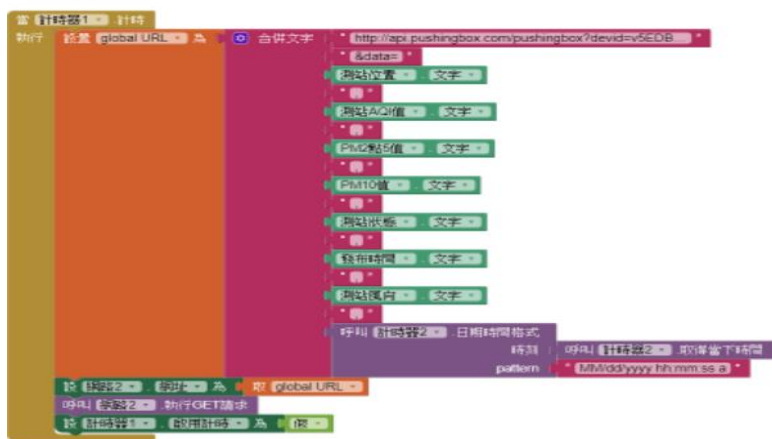 當 計時器1 .計時
執行 設置 global URL 為 合併文字 " http://api.pushingbox.com/pushingbox?devid=v5EDB "
" &data= "
測站位置 . 文字
測站AQI值 . 文字
PM2點5值 . 文字
PM10值 . 文字
測站狀態 . 文字
發布時間 . 文字
測站風向 . 文字
呼叫 計時器2 .日期時間格式
時刻 呼叫 計時器2 .取得當下時間
pattern " MM/dd/yyyy hh:mm:ss a "
設 網路2 . 網址 為 取 global URL
呼叫 網路2 .執行GET請求
設 計時器1 . 啟用計時 為 假